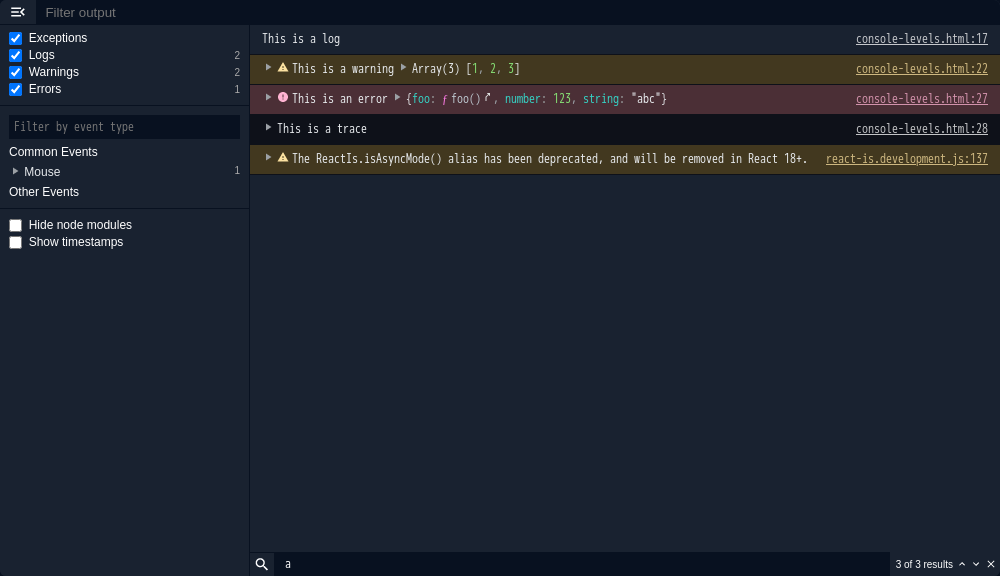 Filter output
Exceptions
Logs 2
Warnings 2
Errors 1
Filter by event type
Common Events
Mouse 1
Other Events
Hide node modules
Show timestamps
This is a log console-levels.html:17
This is a warning Array(3) [1, 2, 3] console-levels.html:22
This is an error {foo: ƒ foo(), number: 123, string: "abc"} console-levels.html:27
This is a trace console-levels.html:28
The ReactIs.isAsyncMode() alias has been deprecated, and will be removed in React 18+. react-is.development.js:137
a 3 of 3 results